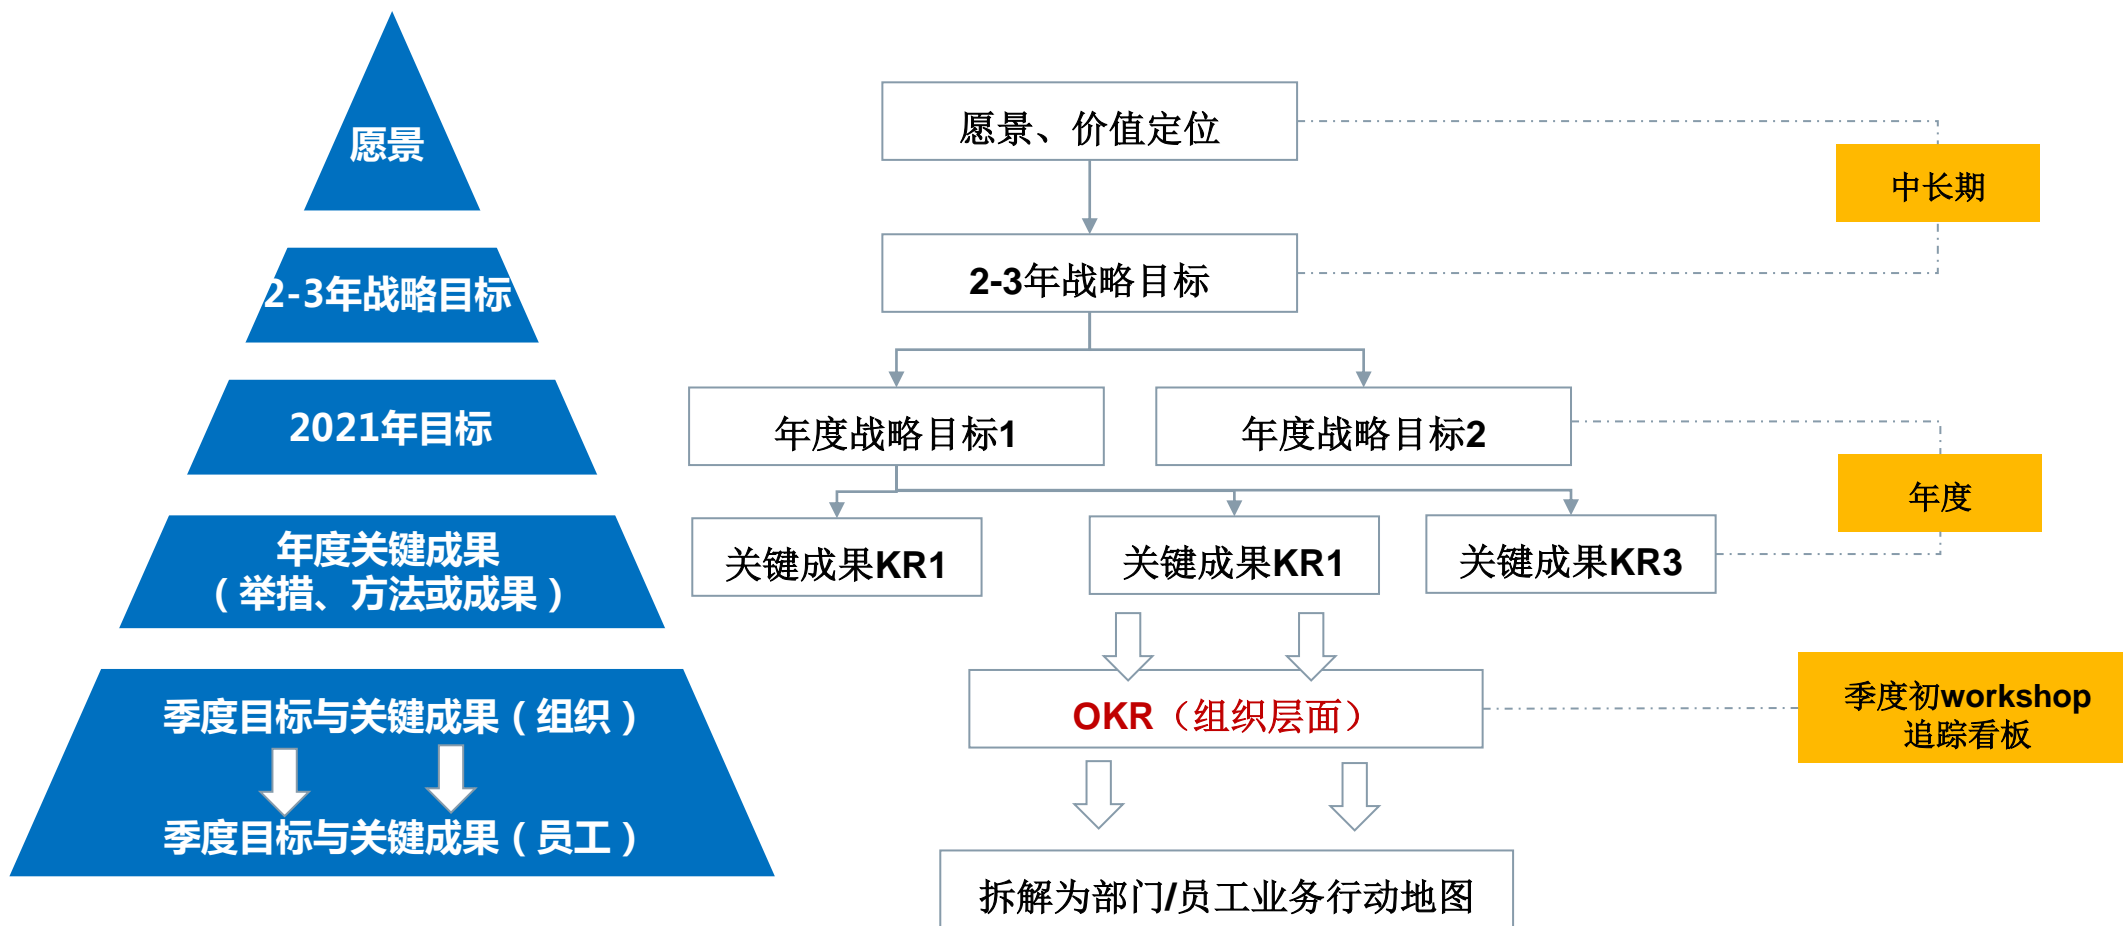 愿景
2-3年战略目标
2021年目标
年度关键成果
（举措、方法或成果）
季度目标与关键成果（组织）
季度目标与关键成果（员工）
愿景、价值定位
2-3年战略目标
年度战略目标1
年度战略目标2
关键成果KR1
关键成果KR1
关键成果KR3
OKR（组织层面）
拆解为部门/员工业务行动地图
中长期
年度
季度初workshop
追踪看板